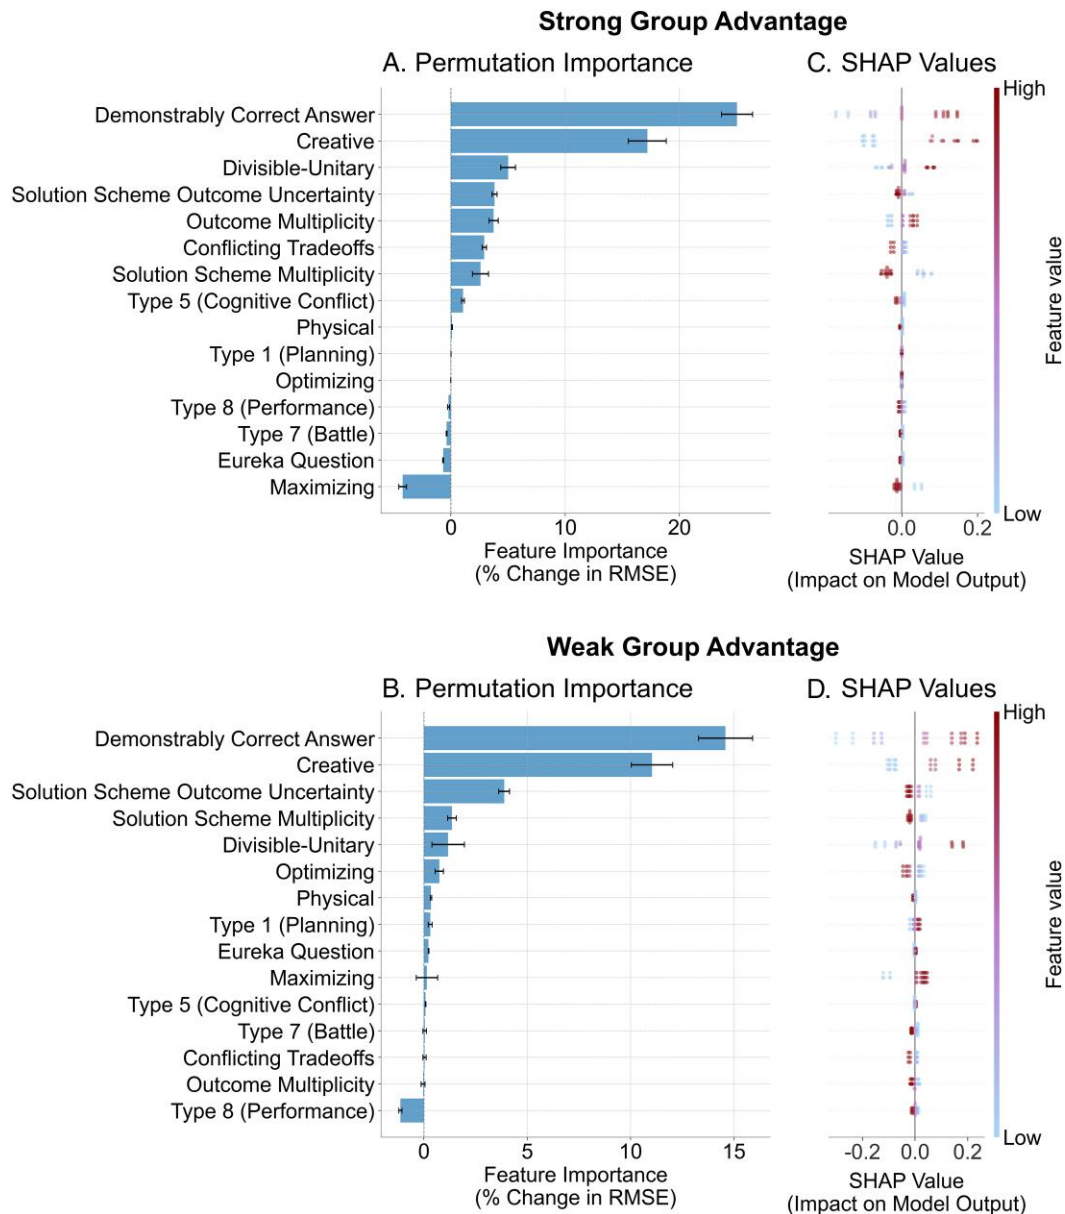 Strong Group Advantage
A. Permutation Importance
C. SHAP Values
Demonstrably Correct Answer
Creative
Divisible-Unitary
Solution Scheme Outcome Uncertainty
Outcome Multiplicity
Conflicting Tradeoffs
Solution Scheme Multiplicity
Type 5 (Cognitive Conflict)
Physical
Type 1 (Planning)
Optimizing
Type 8 (Performance)
Type 7 (Battle)
Eureka Question
Maximizing
0 10 20
Feature Importance
(% Change in RMSE)
0.0 0.2
SHAP Value
(Impact on Model Output)
High
Feature value
Low
Weak Group Advantage
B. Permutation Importance
D. SHAP Values
Demonstrably Correct Answer
Creative
Solution Scheme Outcome Uncertainty
Solution Scheme Multiplicity
Divisible-Unitary
Optimizing
Physical
Type 1 (Planning)
Eureka Question
Maximizing
Type 5 (Cognitive Conflict)
Type 7 (Battle)
Conflicting Tradeoffs
Outcome Multiplicity
Type 8 (Performance)
0 5 10 15
Feature Importance
(% Change in RMSE)
-0.2 0.0 0.2
SHAP Value
(Impact on Model Output)
High
Feature value
Low